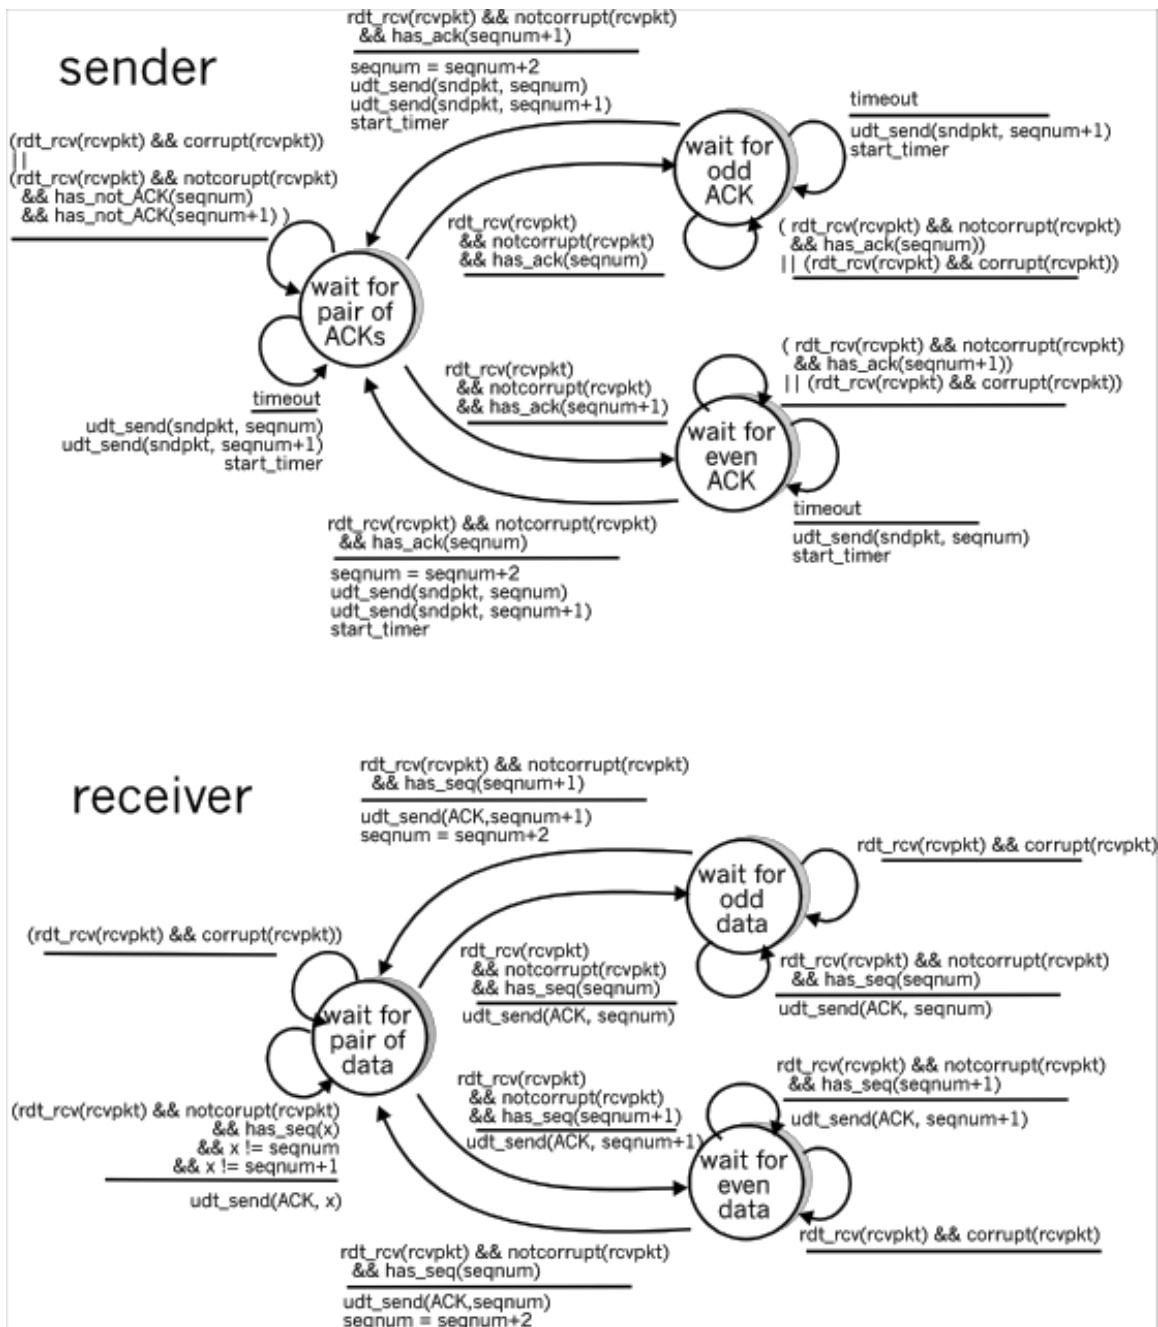 rdt_rcv(rcvpkt) && notcorrupt(rcvpkt)
&& has_ack(seqnum+1)
sender
seqnum = seqnum+2
udt_send(sndpkt, seqnum)
udt_send(sndpkt, seqnum+1)
start_timer
timeout
udt_send(sndpkt, seqnum+1)
start_timer
(rdt_rcv(rcvpkt) && corrupt(rcvpkt))
||
(rdt_rcv(rcvpkt) && notcorupt(rcvpkt)
&& has_not_ACK(seqnum)
&& has_not_ACK(seqnum+1) )
wait for
odd
ACK
rdt_rcv(rcvpkt)
&& notcorrupt(rcvpkt)
&& has_ack(seqnum)
( rdt_rcv(rcvpkt) && notcorrupt(rcvpkt)
&& has_ack(seqnum))
|| (rdt_rcv(rcvpkt) && corrupt(rcvpkt))
wait for
pair of
ACKs
rdt_rcv(rcvpkt)
&& notcorrupt(rcvpkt)
&& has_ack(seqnum+1)
( rdt_rcv(rcvpkt) && notcorrupt(rcvpkt)
&& has_ack(seqnum+1))
|| (rdt_rcv(rcvpkt) && corrupt(rcvpkt))
timeout
udt_send(sndpkt, seqnum)
udt_send(sndpkt, seqnum+1)
start_timer
wait for
even
ACK
timeout
udt_send(sndpkt, seqnum)
start_timer
rdt_rcv(rcvpkt) && notcorrupt(rcvpkt)
&& has_ack(seqnum)
seqnum = seqnum+2
udt_send(sndpkt, seqnum)
udt_send(sndpkt, seqnum+1)
start_timer
receiver
rdt_rcv(rcvpkt) && notcorrupt(rcvpkt)
&& has_seq(seqnum+1)
udt_send(ACK,seqnum+1)
seqnum = seqnum+2
rdt_rcv(rcvpkt) && corrupt(rcvpkt)
wait for
odd
data
(rdt_rcv(rcvpkt) && corrupt(rcvpkt))
rdt_rcv(rcvpkt)
&& notcorrupt(rcvpkt)
&& has_seq(seqnum)
udt_send(ACK, seqnum)
rdt_rcv(rcvpkt) && notcorrupt(rcvpkt)
&& has_seq(seqnum)
udt_send(ACK, seqnum)
wait for
pair of
data
rdt_rcv(rcvpkt)
&& notcorrupt(rcvpkt)
&& has_seq(seqnum+1)
udt_send(ACK, seqnum+1)
rdt_rcv(rcvpkt) && notcorrupt(rcvpkt)
&& has_seq(seqnum+1)
udt_send(ACK, seqnum+1)
(rdt_rcv(rcvpkt) && notcorupt(rcvpkt)
&& has_seq(x)
&& x != seqnum
&& x != seqnum+1
udt_send(ACK, x)
wait for
even
data
rdt_rcv(rcvpkt) && corrupt(rcvpkt)
rdt_rcv(rcvpkt) && notcorrupt(rcvpkt)
&& has_seq(seqnum)
udt_send(ACK,seqnum)
seqnum = seqnum+2